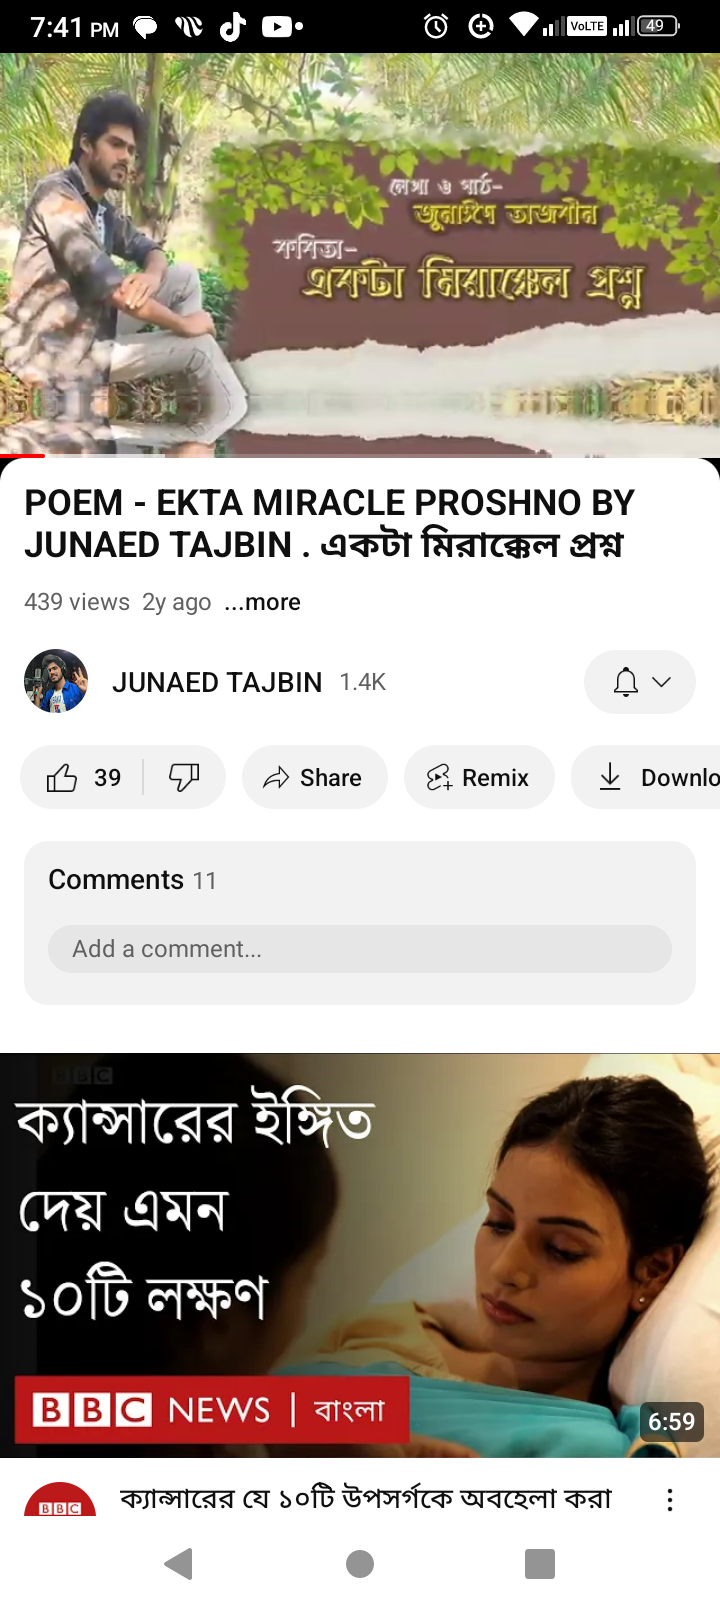 7:41 PM
VoLTE
49
লেখা ও পাঠ-
জুনাঈদ তাজবীন
কবিতা-
একটা মিরাক্কেল প্রশ্ন
POEM - EKTA MIRACLE PROSHNO BY
JUNAED TAJBIN . একটা মিরাক্কেল প্রশ্ন
439 views 2y ago ...more
JUNAED TAJBIN 1.4K
39 Share Remix Downlo
Comments 11
Add a comment...
BBC
ক্যান্সারের ইঙ্গিত
দেয় এমন
১০টি লক্ষণ
BBC NEWS | বাংলা
6:59
BBC ক্যান্সারের যে ১০টি উপসর্গকে অবহেলা করা